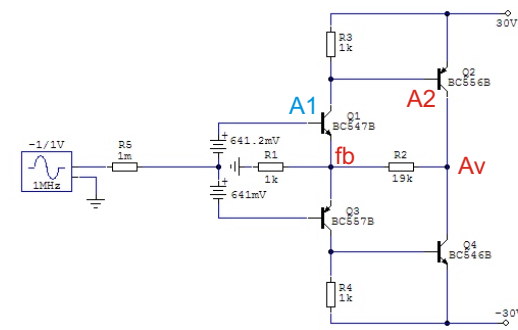 30V
R3
1k
Q2
BC556B
A1
A2
Q1
BC547B
-1/1V
R5
1m
641.2mV
R1
1k
fb
R2
19k
Av
1MHz
641mV
Q3
BC557B
Q4
BC546B
R4
1k
-30V